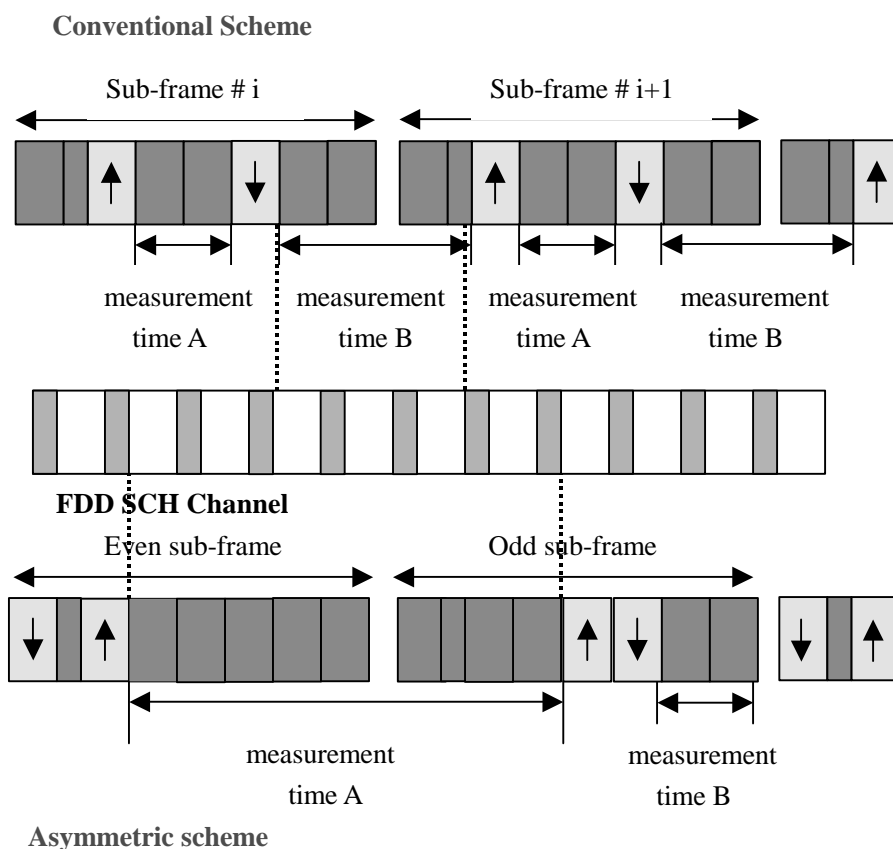 Conventional Scheme
Sub-frame # i
Sub-frame # i+1
measurement
time A
measurement
time B
measurement
time A
measurement
time B
FDD SCH Channel
Even sub-frame
Odd sub-frame
measurement
time A
measurement
time B
Asymmetric scheme